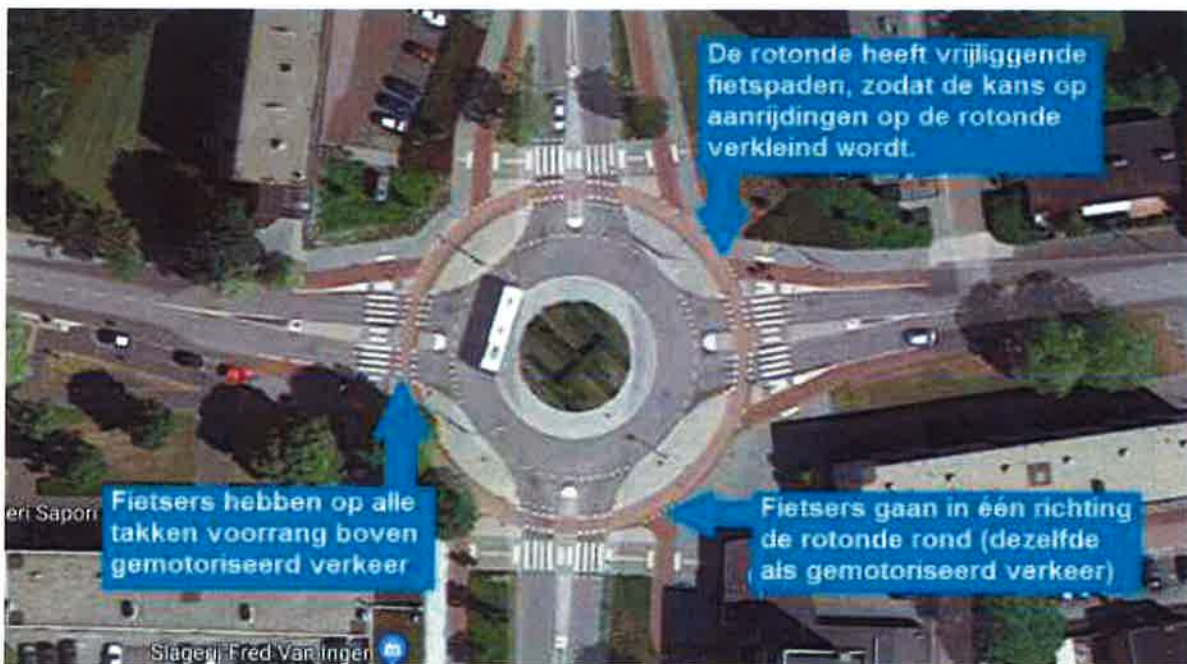 De rotonde heeft vrijliggende
fietspaden, zodat de kans op
aanrijdingen op de rotonde
verkleind wordt.
Fietsers hebben op alle
takken voorrang boven
gemotoriseerd verkeer
Fietsers gaan in één richting
de rotonde rond (dezelfde
als gemotoriseerd verkeer)
eri Sapori
Slagerij Fred Van Ingen